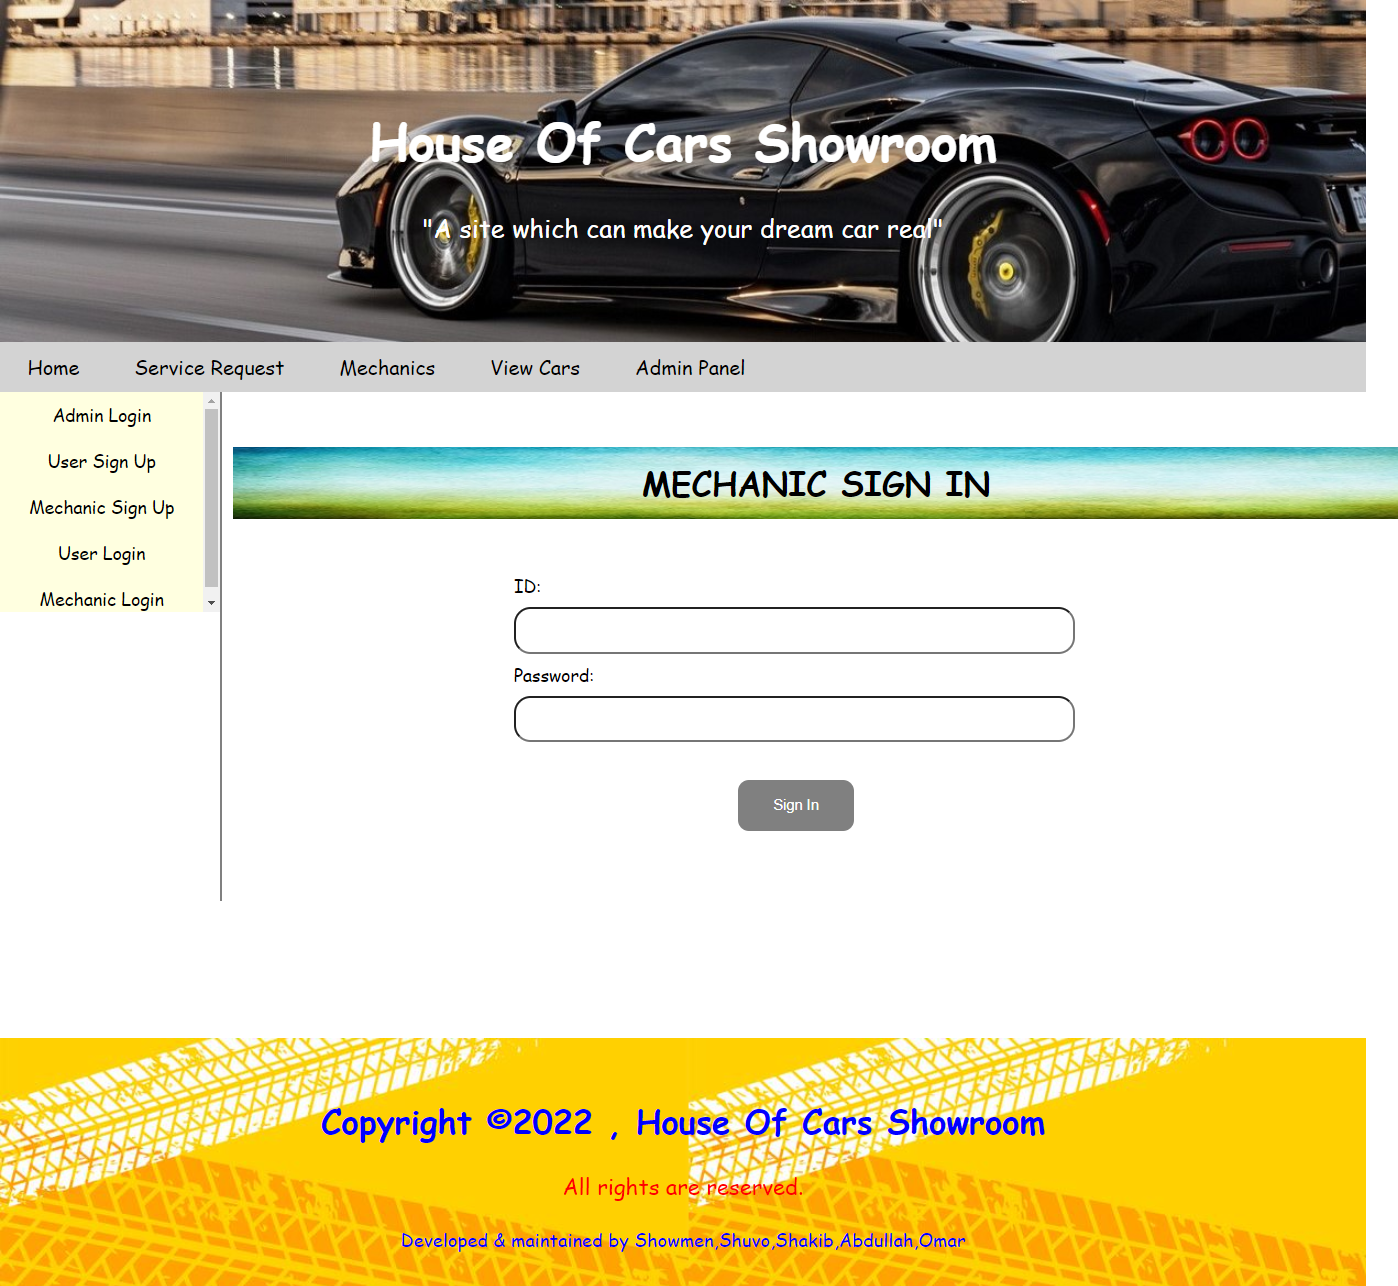 House Of Cars Showroom
"A site which can make your dream car real"
Home Service Request Mechanics View Cars Admin Panel
Admin Login
User Sign Up
Mechanic Sign Up
User Login
Mechanic Login
MECHANIC SIGN IN
ID:
Password:
Sign In
Copyright ©2022 , House Of Cars Showroom
All rights are reserved.
Developed & maintained by Showmen,Shuvo,Shakib,Abdullah,Omar